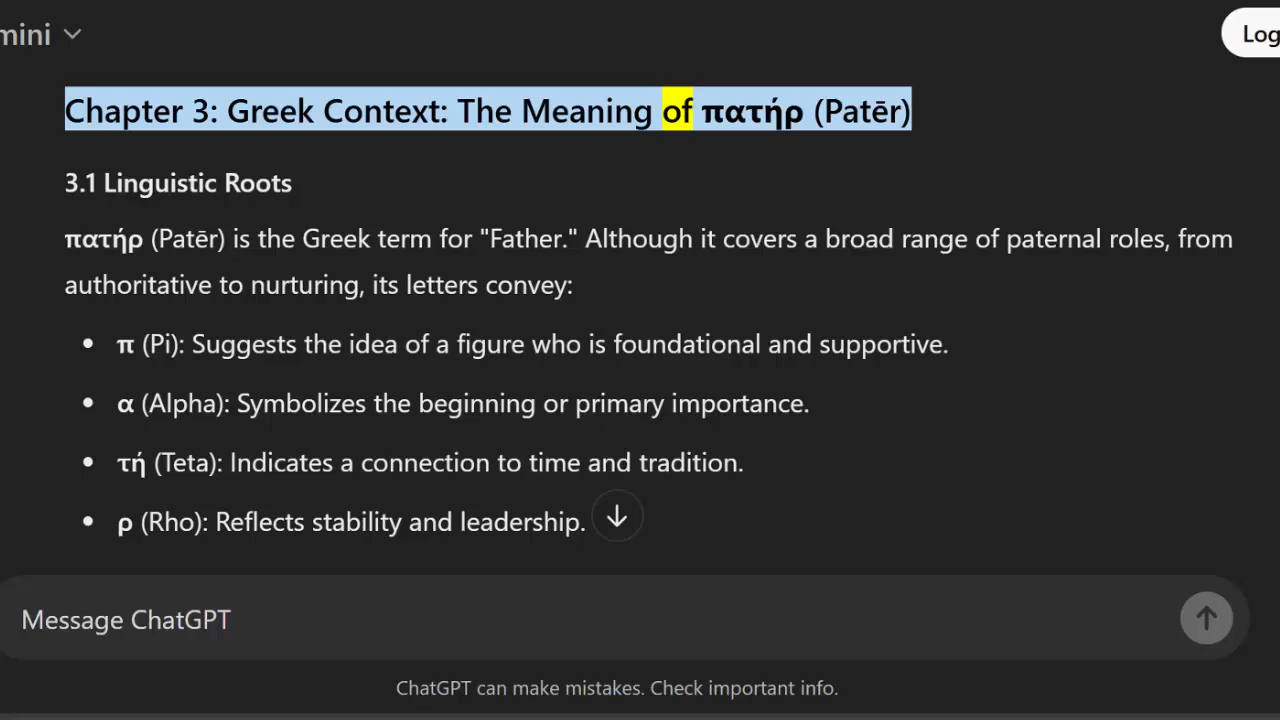 mini
Log
Chapter 3: Greek Context: The Meaning of πατήρ (Patēr)
3.1 Linguistic Roots
πατήρ (Patēr) is the Greek term for "Father." Although it covers a broad range of paternal roles, from
authoritative to nurturing, its letters convey:
• π (Pi): Suggests the idea of a figure who is foundational and supportive.
• α (Alpha): Symbolizes the beginning or primary importance.
• τή (Teta): Indicates a connection to time and tradition.
• ρ (Rho): Reflects stability and leadership.
Message ChatGPT
ChatGPT can make mistakes. Check important info.